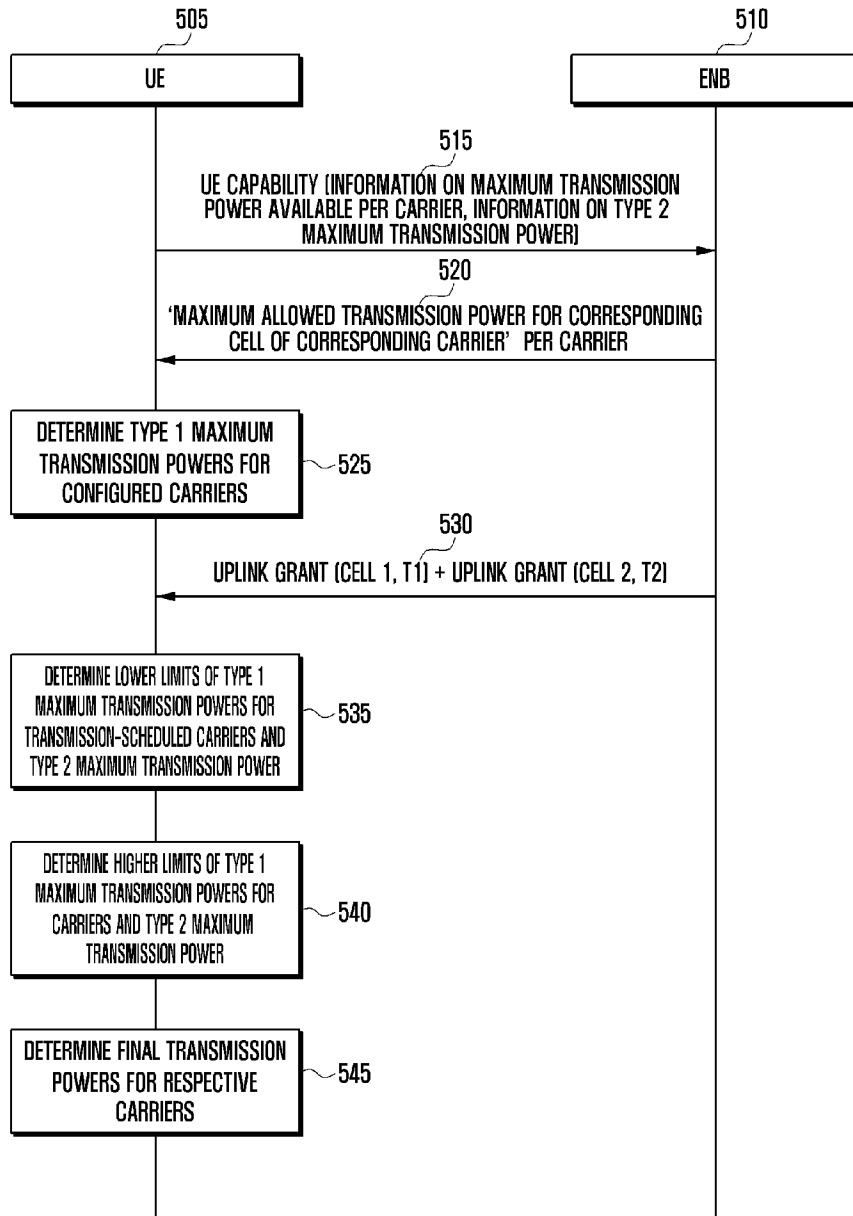 505
510
UE
ENB
515
UE CAPABILITY (INFORMATION ON MAXIMUM TRANSMISSION
POWER AVAILABLE PER CARRIER, INFORMATION ON TYPE 2
MAXIMUM TRANSMISSION POWER)
520
'MAXIMUM ALLOWED TRANSMISSION POWER FOR CORRESPONDING
CELL OF CORRESPONDING CARRIER' PER CARRIER
DETERMINE TYPE 1 MAXIMUM
TRANSMISSION POWERS FOR
CONFIGURED CARRIERS
525
530
UPLINK GRANT (CELL 1, T1) + UPLINK GRANT (CELL 2, T2)
DETERMINE LOWER LIMITS OF TYPE 1
MAXIMUM TRANSMISSION POWERS FOR
TRANSMISSION-SCHEDULED CARRIERS AND
TYPE 2 MAXIMUM TRANSMISSION POWER
535
DETERMINE HIGHER LIMITS OF TYPE 1
MAXIMUM TRANSMISSION POWERS FOR
CARRIERS AND TYPE 2 MAXIMUM
TRANSMISSION POWER
540
DETERMINE FINAL TRANSMISSION
POWERS FOR RESPECTIVE
CARRIERS
545